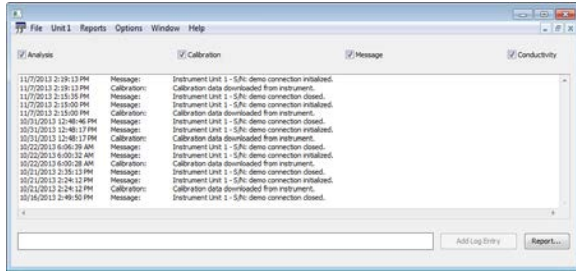 File Unit 1 Reports Options Window Help
Analysis Calibration Message Conductivity
11/7/2013 2:19:13 PM Message: Instrument Unit 1 - S/N: demo connection initialized.
11/7/2013 2:19:13 PM Calibration: Calibration data downloaded from instrument.
11/7/2013 2:15:35 PM Message: Instrument Unit 1 - S/N: demo connection closed.
11/7/2013 2:15:00 PM Message: Instrument Unit 1 - S/N: demo connection initialized.
11/7/2013 2:15:00 PM Calibration: Calibration data downloaded from instrument.
10/31/2013 12:48:46 PM Message: Instrument Unit 1 - S/N: demo connection closed.
10/31/2013 12:48:17 PM Message: Instrument Unit 1 - S/N: demo connection initialized.
10/31/2013 12:48:17 PM Calibration: Calibration data downloaded from instrument.
10/22/2013 6:06:39 AM Message: Instrument Unit 1 - S/N: demo connection closed.
10/22/2013 6:00:32 AM Message: Instrument Unit 1 - S/N: demo connection initialized.
10/22/2013 6:00:28 AM Calibration: Calibration data downloaded from instrument.
10/21/2013 2:35:13 PM Message: Instrument Unit 1 - S/N: demo connection closed.
10/21/2013 2:24:12 PM Message: Instrument Unit 1 - S/N: demo connection initialized.
10/21/2013 2:24:12 PM Calibration: Calibration data downloaded from instrument.
10/16/2013 2:49:50 PM Message: Instrument Unit 1 - S/N: demo connection closed.
Add Log Entry Report...